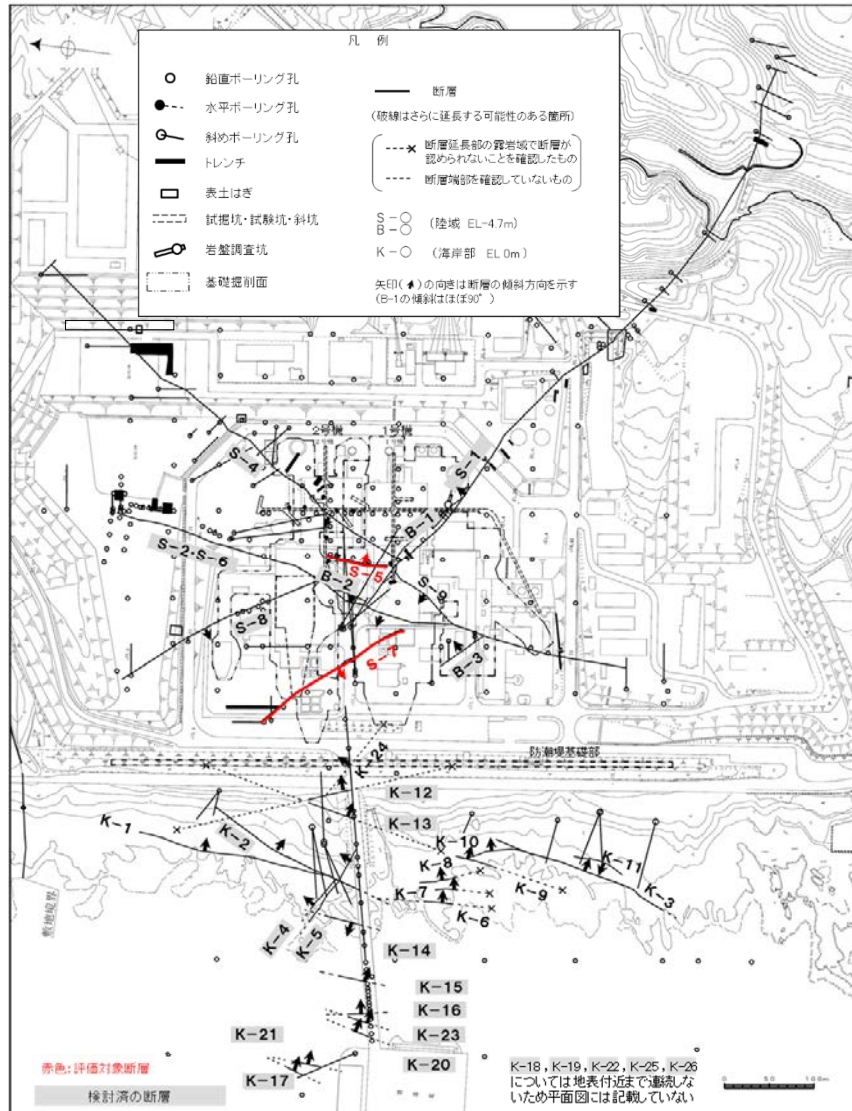 凡 例
鉛直ボーリング孔
水平ボーリング孔
斜めボーリング孔
トレンチ
表土はぎ
試掘坑・試験坑・斜坑
岩盤調査坑
基礎掘削面
断層
(破線はさらに延長する可能性のある箇所)
断層延長部の露岩域で断層が
認められないことを確認したもの
断層端部を確認していないもの
S-○
B-○
(陸域 EL-4.7m)
K-○ (海岸部 EL 0m)
矢印( )の向きは断層の傾斜方向を示す
(B-1の傾斜はほぼ90°)
2号機
1号機
S-4
S-1
B-1
S-2・S-6
S-5
B-2
S-9
S-8
S-7
B-3
防潮堤基礎部
K-24
K-12
K-1
K-13
K-2
K-10
K-8
K-11
K-7
K-9
K-3
K-6
K-4
K-5
敷地境界
K-14
K-15
K-16
K-21
K-23
K-20
K-17
赤色:評価対象断層
検討済の断層
K-18, K-19, K-22, K-25, K-26
については地表付近まで連続しな
いため平面図には記載していない
0 50 100m